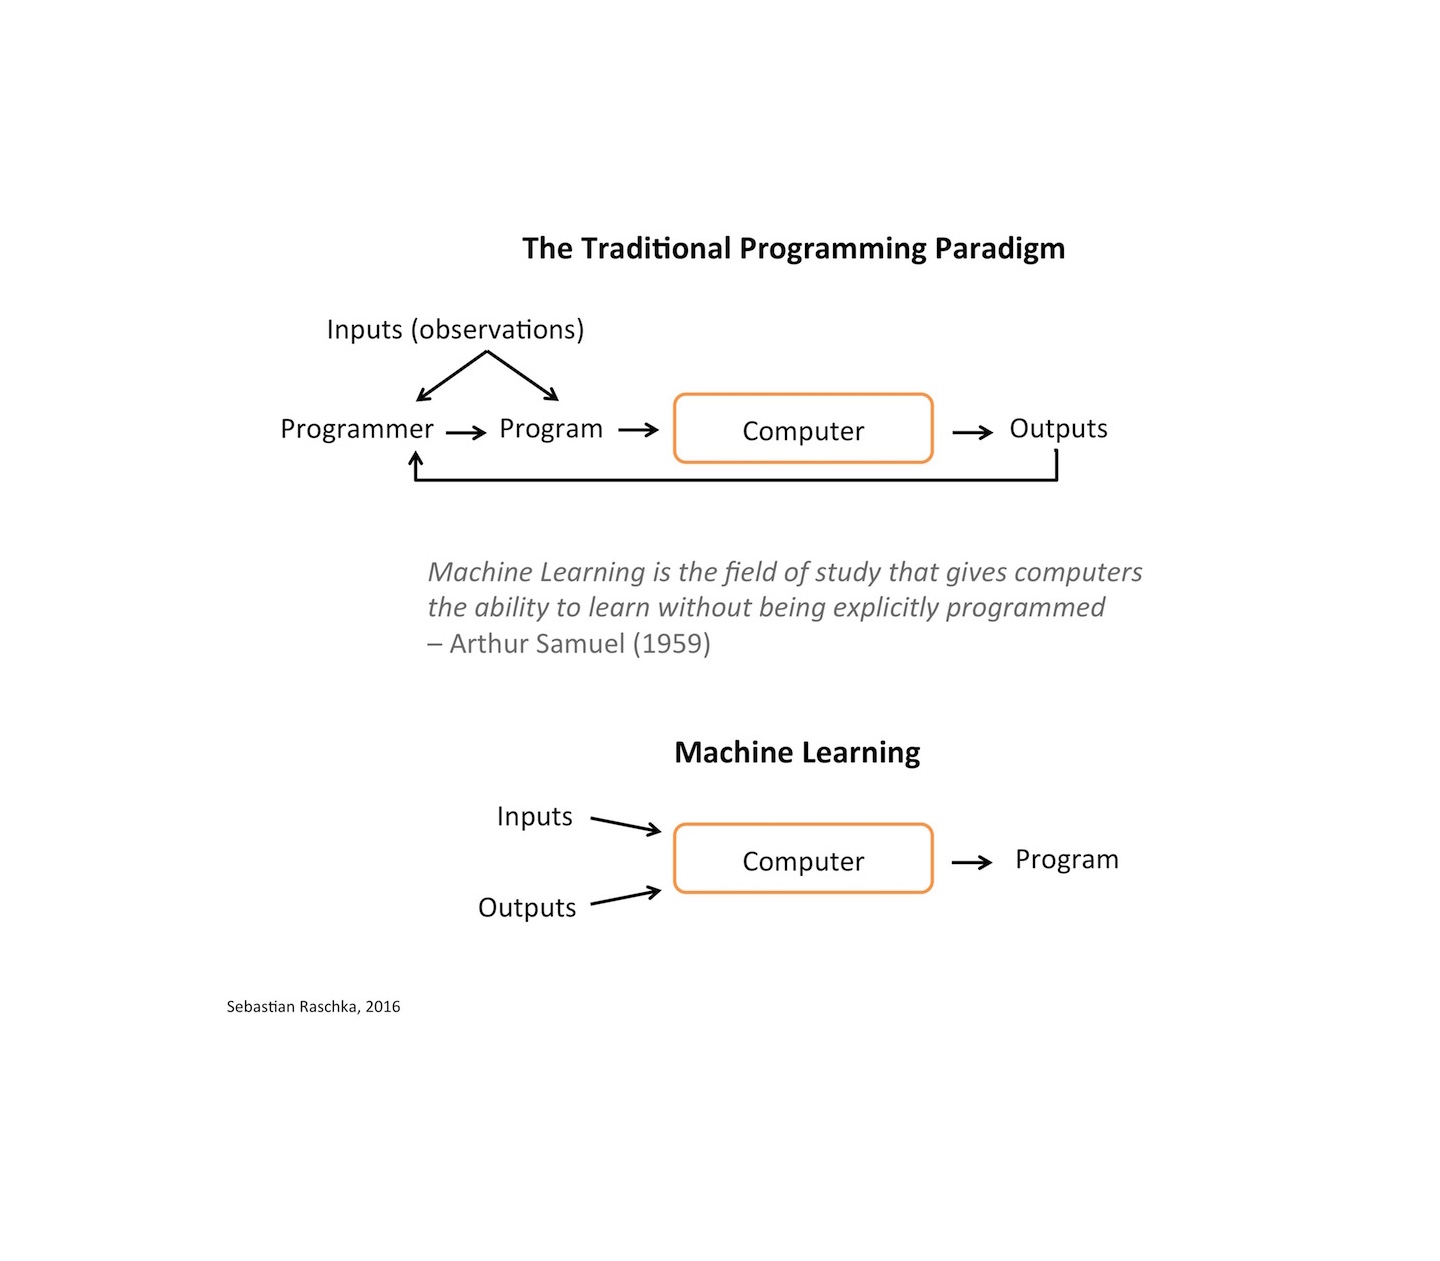 The Traditional Programming Paradigm
Inputs (observations)
Programmer
Program
Computer
Outputs
Machine Learning is the field of study that gives computers
the ability to learn without being explicitly programmed
– Arthur Samuel (1959)
Machine Learning
Inputs
Outputs
Computer
Program
Sebastian Raschka, 2016